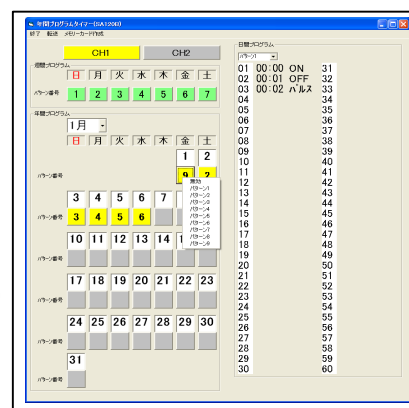 年間プログラムタイマー(SA120B)
終了 転送 メモリーカード作成
CH1 CH2
週間プログラム
日 月 火 水 木 金 土
パターン番号 1 2 3 4 5 6 7
年間プログラム
1月
日 月 火 水 木 金 土
1 2
パターン番号 9 2
無効
パターン1
パターン2
パターン3
パターン4
パターン5
パターン6
パターン7
パターン8
パターン9
3 4 5 6 7
パターン番号 3 4 5 6
10 11 12 13 14
パターン番号
17 18 19 20 21 22 23
パターン番号
24 25 26 27 28 29 30
パターン番号
31
パターン番号
日間プログラム
パターン1
01 00:00 ON 31
02 00:01 OFF 32
03 00:02 パルス 33
04 34
05 35
06 36
07 37
08 38
09 39
10 40
11 41
12 42
13 43
14 44
15 45
16 46
17 47
18 48
19 49
20 50
21 51
22 52
23 53
24 54
25 55
26 56
27 57
28 58
29 59
30 60